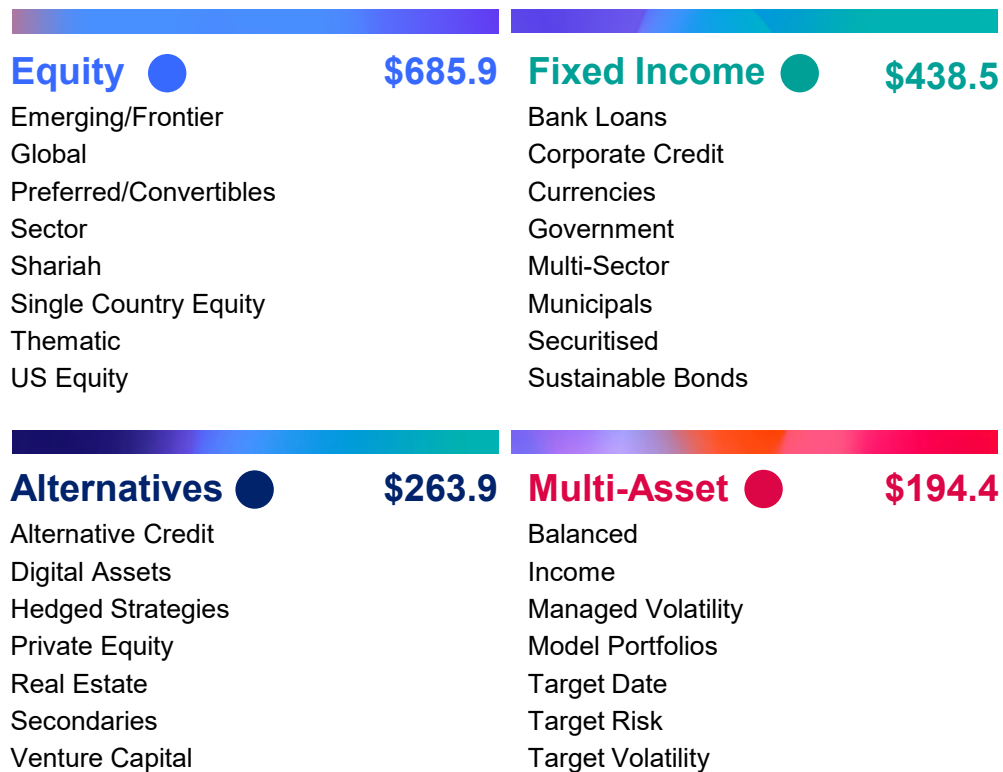 Equity $685.9
Emerging/Frontier
Global
Preferred/Convertibles
Sector
Shariah
Single Country Equity
Thematic
US Equity
Fixed Income $438.5
Bank Loans
Corporate Credit
Currencies
Government
Multi-Sector
Municipals
Securitised
Sustainable Bonds
Alternatives $263.9
Alternative Credit
Digital Assets
Hedged Strategies
Private Equity
Real Estate
Secondaries
Venture Capital
Multi-Asset $194.4
Balanced
Income
Managed Volatility
Model Portfolios
Target Date
Target Risk
Target Volatility